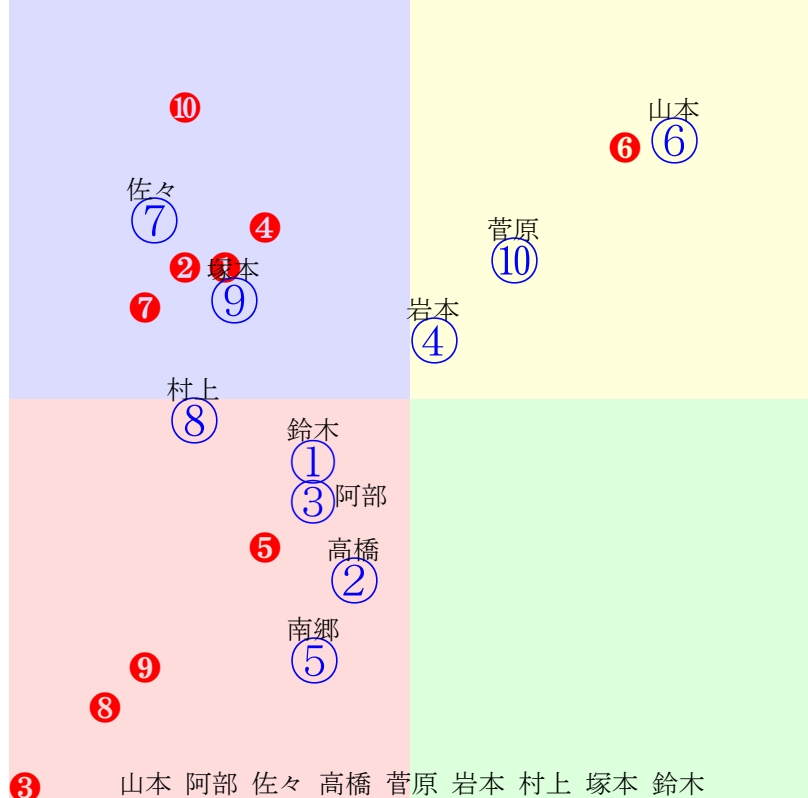 ❿
山本
❻
⑥
佐々
⑦
❹
菅原
⑩
❷
塚本
❼
⑨
岩本
④
村上
⑧
鈴木
①
③阿部
❺
高橋
②
南郷
⑤
❾
❽
❸ 山本 阿部 佐々 高橋 菅原 岩本 村上 塚本 鈴木